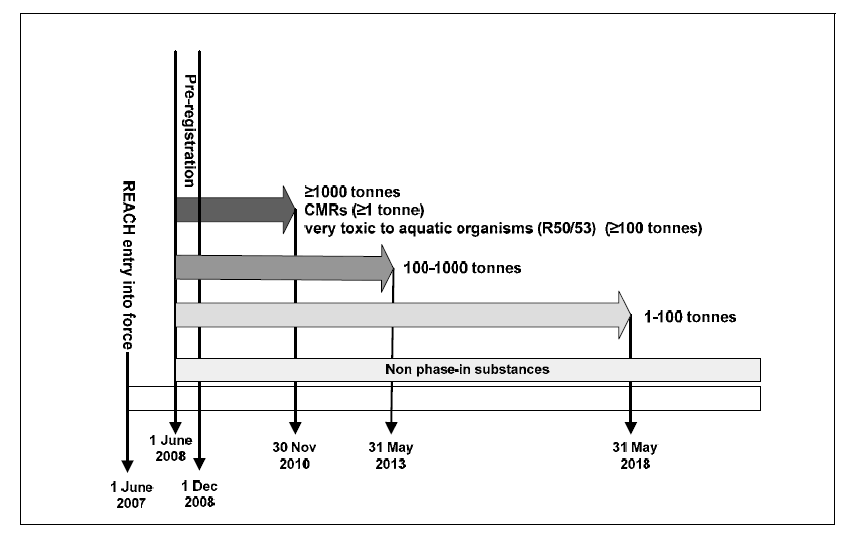 Pre-registration
REACH entry into force
≥1000 tonnes
CMRs (≥1 tonne)
very toxic to aquatic organisms (R50/53) (≥100 tonnes)
100-1000 tonnes
1-100 tonnes
Non phase-in substances
1 June
2008
30 Nov
2010
31 May
2013
31 May
2018
1 June
2007
1 Dec
2008